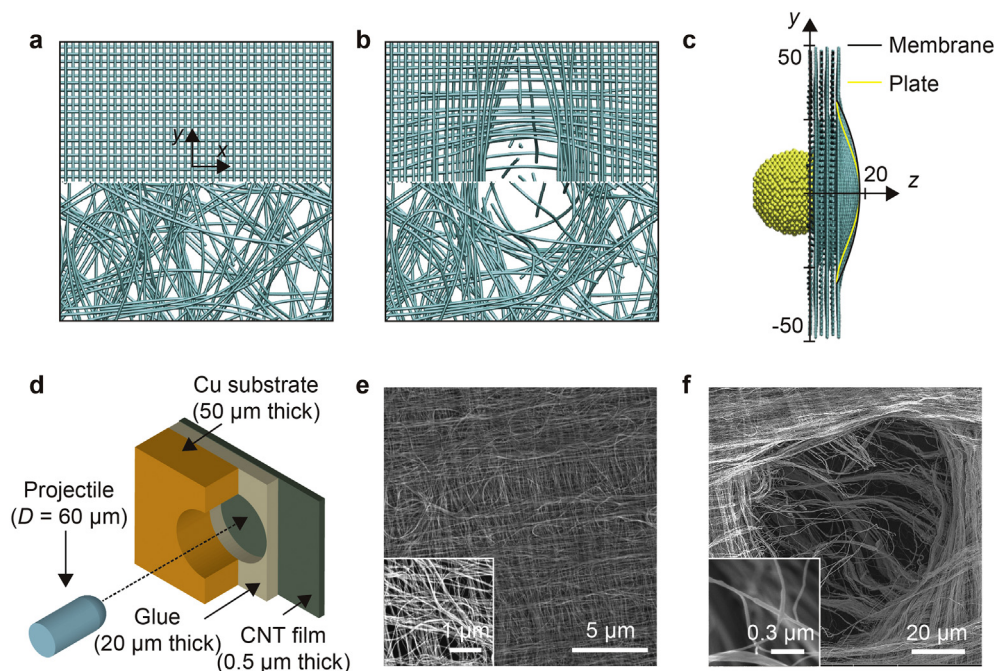 a
b
c
y
x
y
50
Membrane
Plate
20
z
-50
d
Cu substrate
(50 µm thick)
Projectile
(D = 60 µm)
Glue
(20 µm thick)
CNT film
(0.5 µm thick)
e
1 µm
5 µm
f
0.3 µm
20 µm